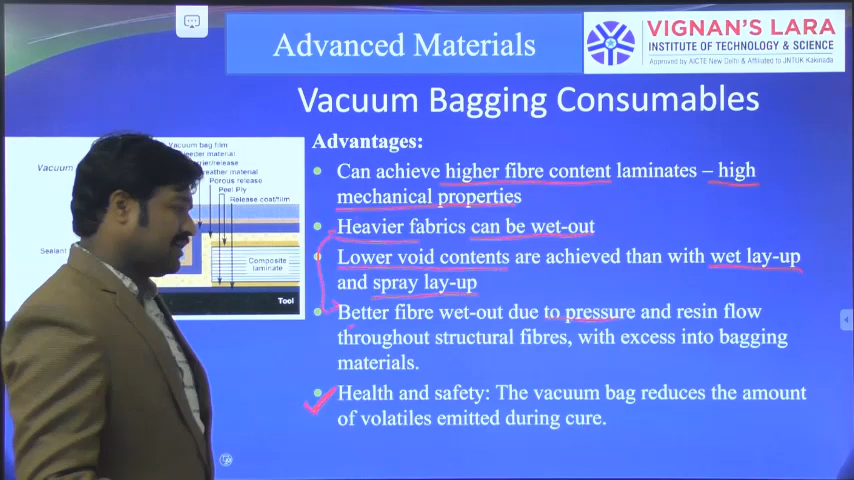 Advanced Materials
VIGNAN'S LARA
INSTITUTE OF TECHNOLOGY & SCIENCE
Approved by AICTE New Delhi & Affiliated to JNTUK Kakinada
Vacuum Bagging Consumables
Advantages:
Can achieve higher fibre content laminates – high
mechanical properties
Heavier fabrics can be wet-out
Lower void contents are achieved than with wet lay-up
and spray lay-up
Better fibre wet-out due to pressure and resin flow
throughout structural fibres, with excess into bagging
materials.
Health and safety: The vacuum bag reduces the amount
of volatiles emitted during cure.
Vacuum
Vacuum bag film
eeder material
rrier/release
reather material
Porous release
Peel Ply
Release coat/film
Sealant
Composite
laminate
Tool